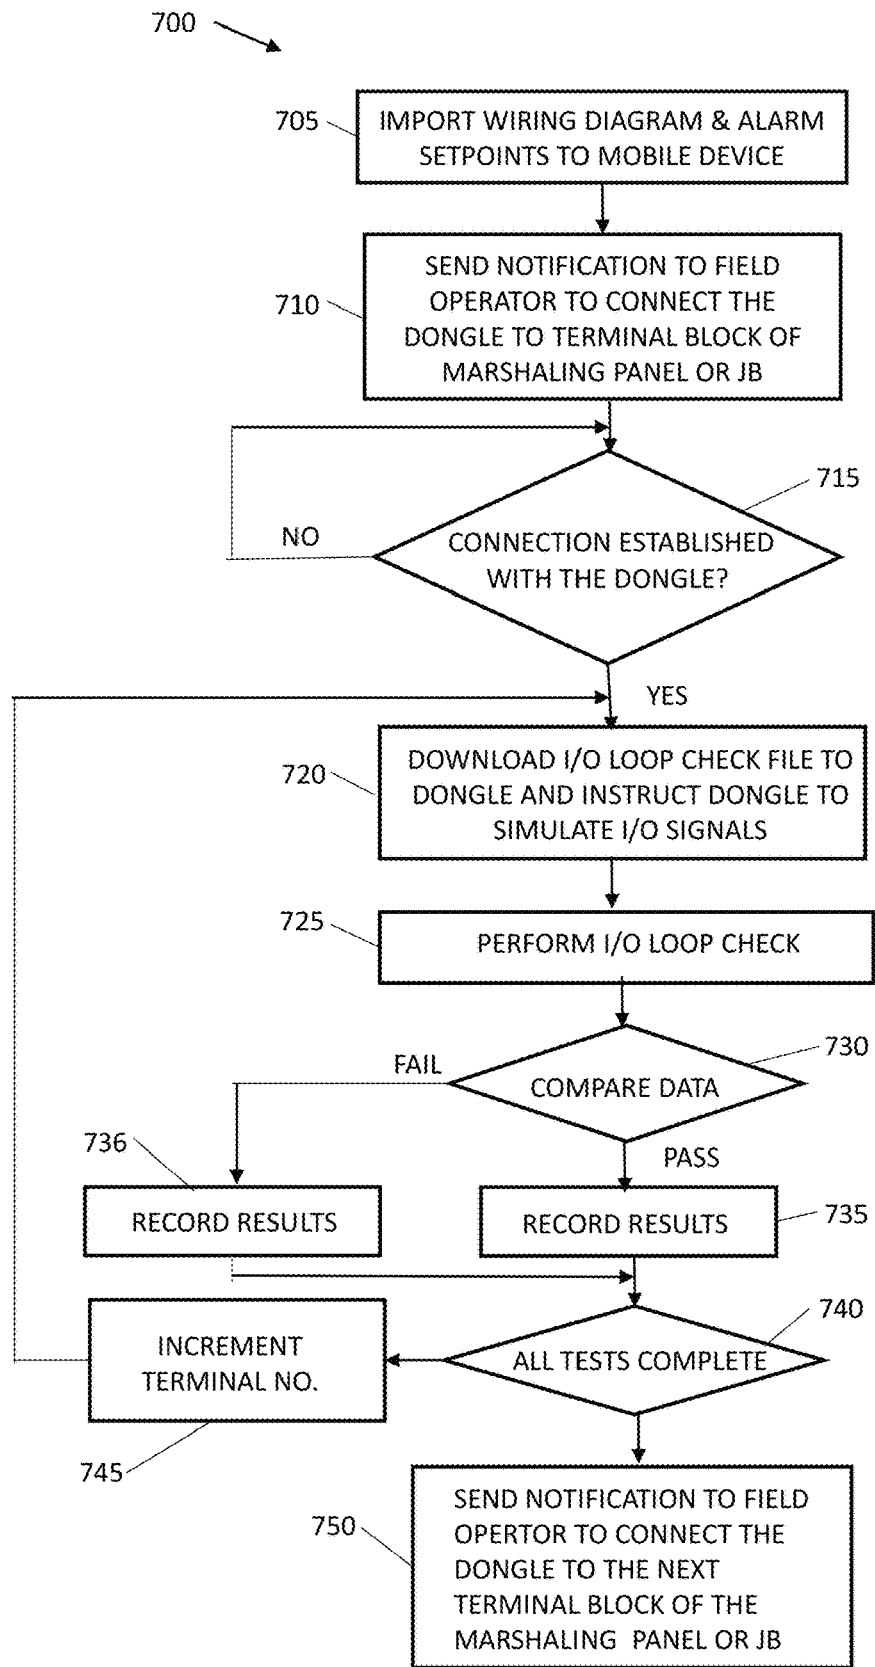 700
705
IMPORT WIRING DIAGRAM & ALARM
SETPOINTS TO MOBILE DEVICE
710
SEND NOTIFICATION TO FIELD
OPERATOR TO CONNECT THE
DONGLE TO TERMINAL BLOCK OF
MARSHALING PANEL OR JB
715
NO
CONNECTION ESTABLISHED
WITH THE DONGLE?
YES
720
DOWNLOAD I/O LOOP CHECK FILE TO
DONGLE AND INSTRUCT DONGLE TO
SIMULATE I/O SIGNALS
725
PERFORM I/O LOOP CHECK
730
FAIL
COMPARE DATA
PASS
736
RECORD RESULTS
RECORD RESULTS
735
740
INCREMENT
TERMINAL NO.
ALL TESTS COMPLETE
745
750
SEND NOTIFICATION TO FIELD
OPERTOR TO CONNECT THE
DONGLE TO THE NEXT
TERMINAL BLOCK OF THE
MARSHALING PANEL OR JB